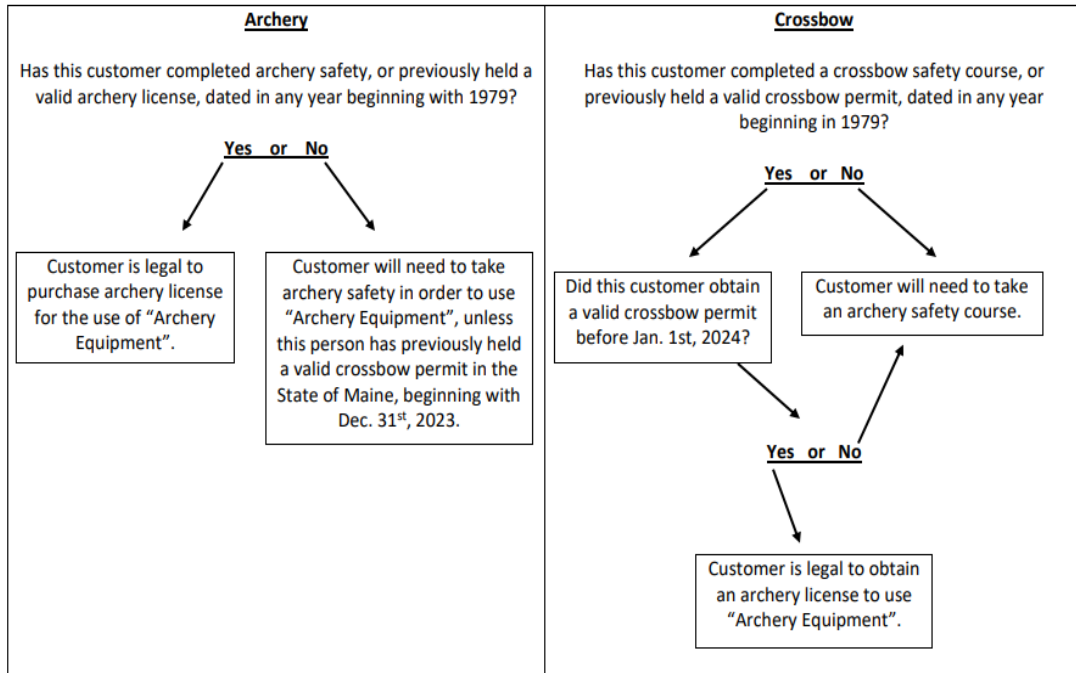 Archery
Has this customer completed archery safety, or previously held a
valid archery license, dated in any year beginning with 1979?
Yes or No
Customer is legal to
purchase archery license
for the use of “Archery
Equipment”.
Customer will need to take
archery safety in order to use
“Archery Equipment”, unless
this person has previously held
a valid crossbow permit in the
State of Maine, beginning with
Dec. 31st, 2023.
Crossbow
Has this customer completed a crossbow safety course, or
previously held a valid crossbow permit, dated in any year
beginning in 1979?
Yes or No
Did this customer obtain
a valid crossbow permit
before Jan. 1st, 2024?
Customer will need to take
an archery safety course.
Yes or No
Customer is legal to obtain
an archery license to use
“Archery Equipment”.